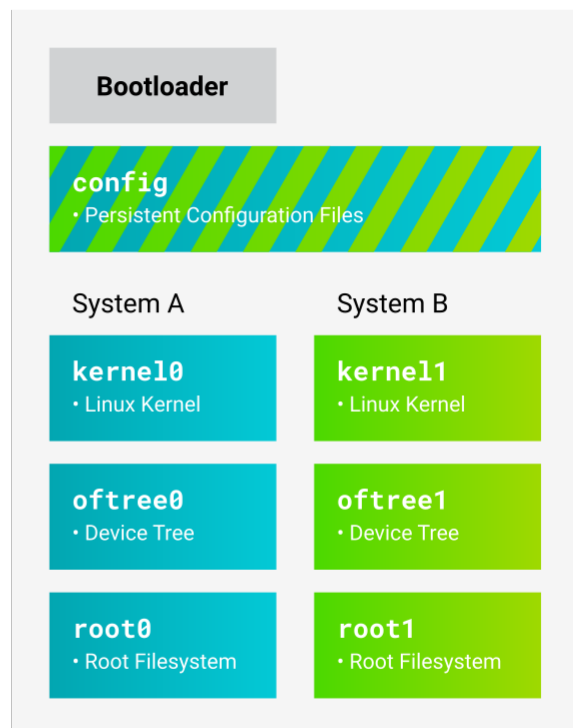 Bootloader
config
• Persistent Configuration Files
System A
System B
kernel0
• Linux Kernel
kernel1
• Linux Kernel
oftree0
• Device Tree
oftree1
• Device Tree
root0
• Root Filesystem
root1
• Root Filesystem